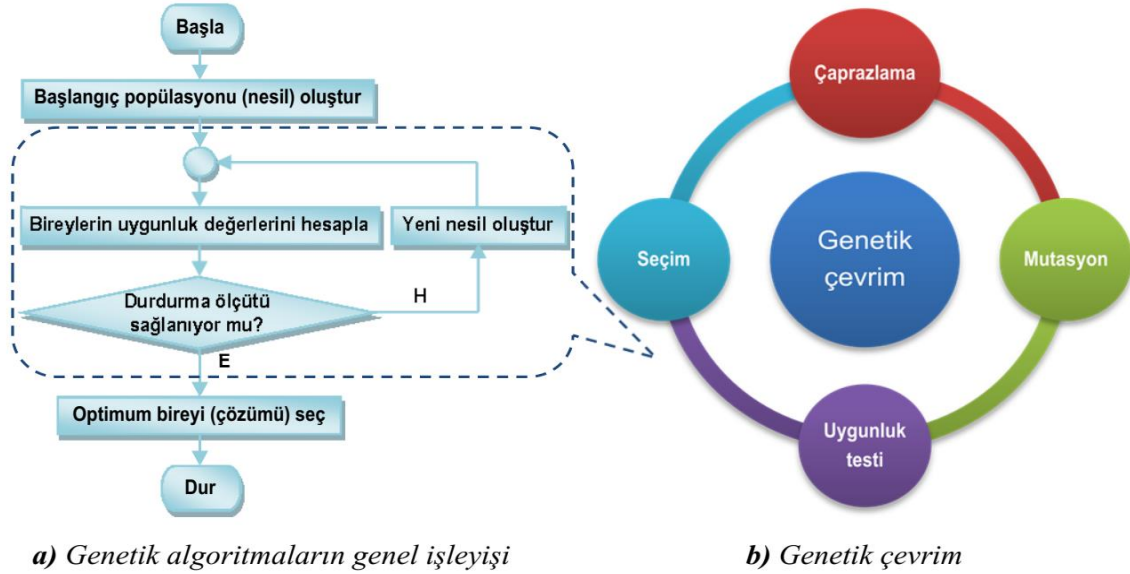 Başla
Başlangıç popülasyonu (nesil) oluştur
Bireylerin uygunluk değerlerini hesapla
Yeni nesil oluştur
Durdurma ölçütü
sağlanıyor mu?
H
E
Optimum bireyi (çözümü) seç
Dur
a) Genetik algoritmaların genel işleyişi
Çaprazlama
Seçim
Genetik
çevrim
Mutasyon
Uygunluk
testi
b) Genetik çevrim